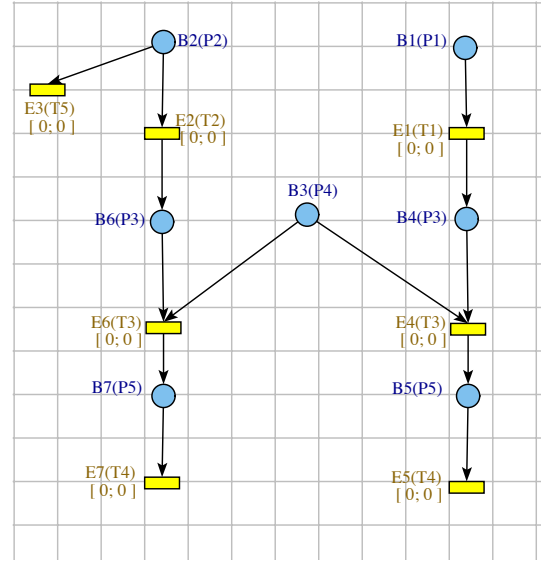 B2(P2)
B1(P1)
E3(T5)
[ 0; 0 ]
E2(T2)
[ 0; 0 ]
E1(T1)
[ 0; 0 ]
B3(P4)
B6(P3)
B4(P3)
E6(T3)
[ 0; 0 ]
E4(T3)
[ 0; 0 ]
B7(P5)
B5(P5)
E7(T4)
[ 0; 0 ]
E5(T4)
[ 0; 0 ]